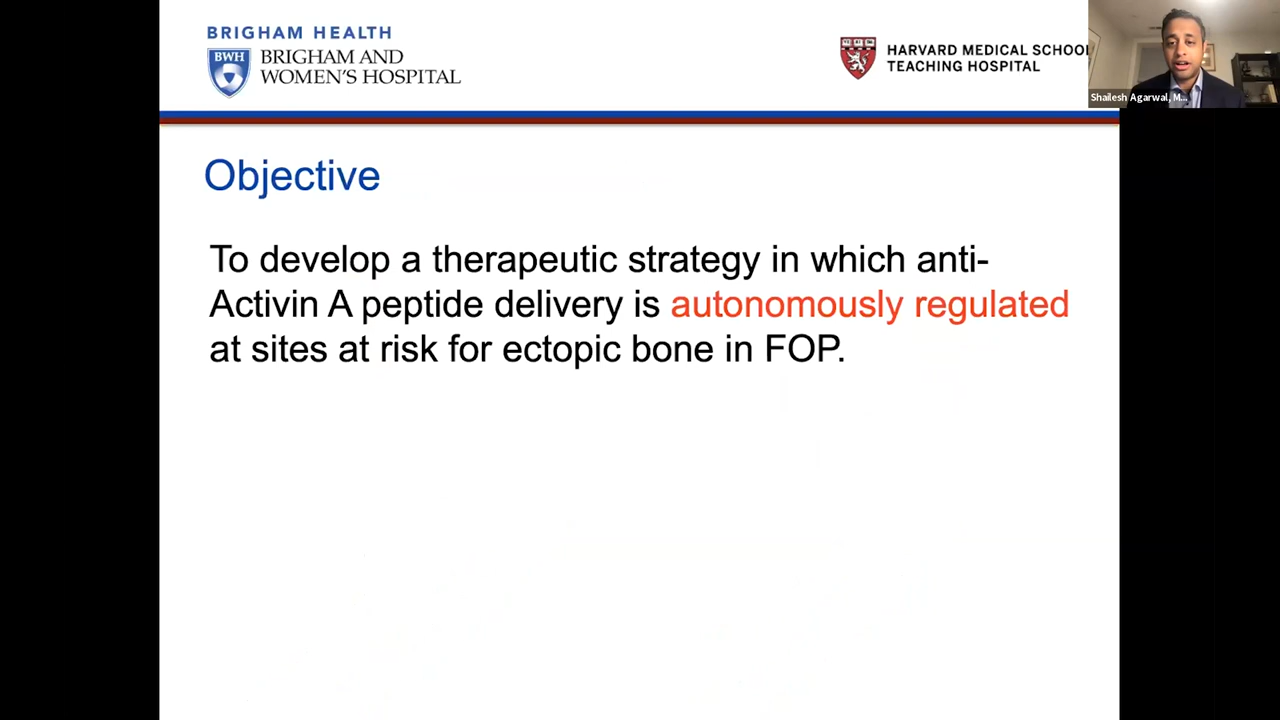 BRIGHAM HEALTH
BWH
BRIGHAM AND
WOMEN'S HOSPITAL
HARVARD MEDICAL SCHOOL
TEACHING HOSPITAL
Shailesh Agarwal, M...
Objective
To develop a therapeutic strategy in which anti-
Activin A peptide delivery is autonomously regulated
at sites at risk for ectopic bone in FOP.